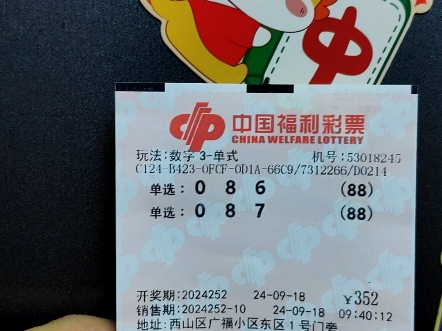 中
中国福利彩票
CHINA WELFARE LOTTERY
玩法:数字 3-单式 机号:53018245
C124-B423-0FCF-0D1A-66C9/7312266/D0214
单选: 0 8 6 (88)
单选: 0 8 7 (88)
开奖期: 2024252 24-09-18 ¥352
销售期: 2024252-10 24-09-18 09:40:12
地址: 西山区广福小区东区1号门旁